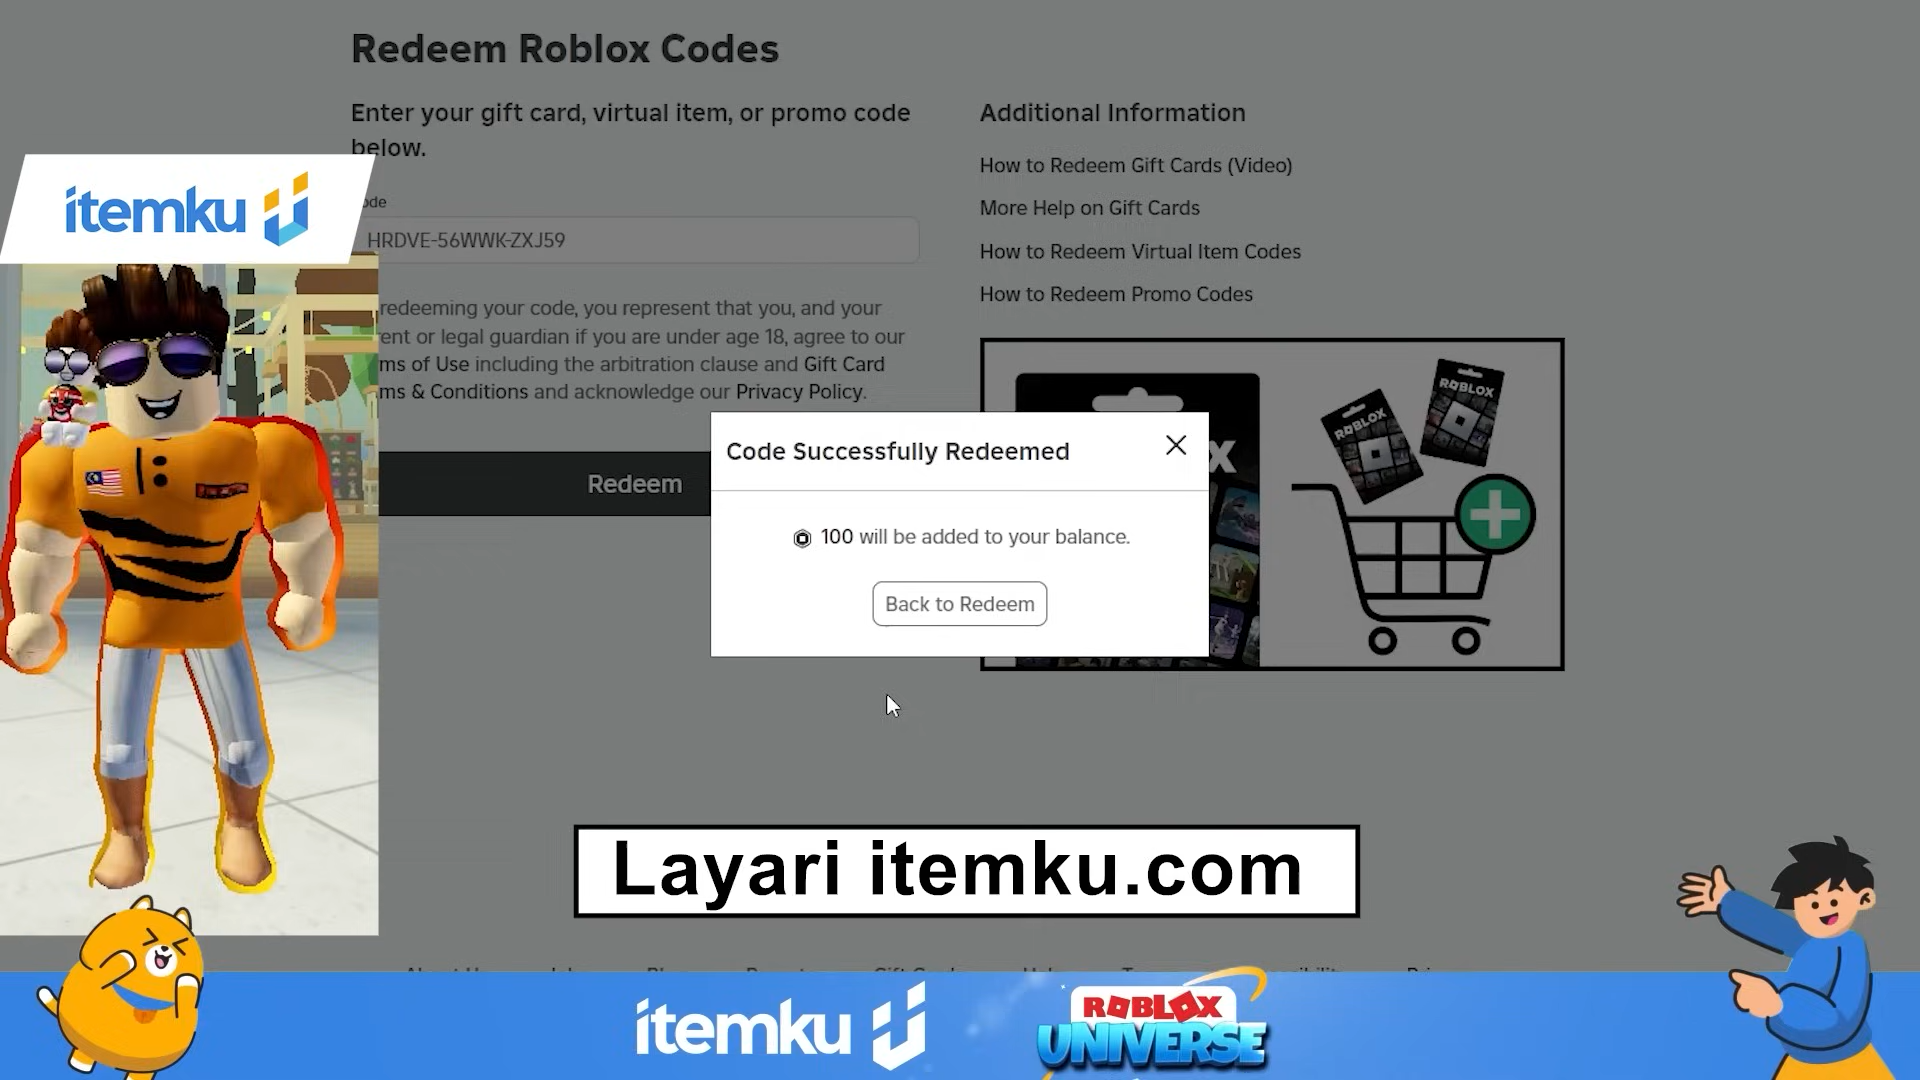 Redeem Roblox Codes
Enter your gift card, virtual item, or promo code
below.
HRDVE-56WWK-ZXJ59
redeeming your code, you represent that you, and your
or legal guardian if you are under age 18, agree to our
of Use including the arbitration clause and Gift Card
& Conditions and acknowledge our Privacy Policy.
Redeem
Additional Information
How to Redeem Gift Cards (Video)
More Help on Gift Cards
How to Redeem Virtual Item Codes
How to Redeem Promo Codes
ROBLOX
ROBLOX
itemku
Code Successfully Redeemed
100 will be added to your balance.
Back to Redeem
Layari itemku.com
itemku
ROBLOX
UNIVERSE